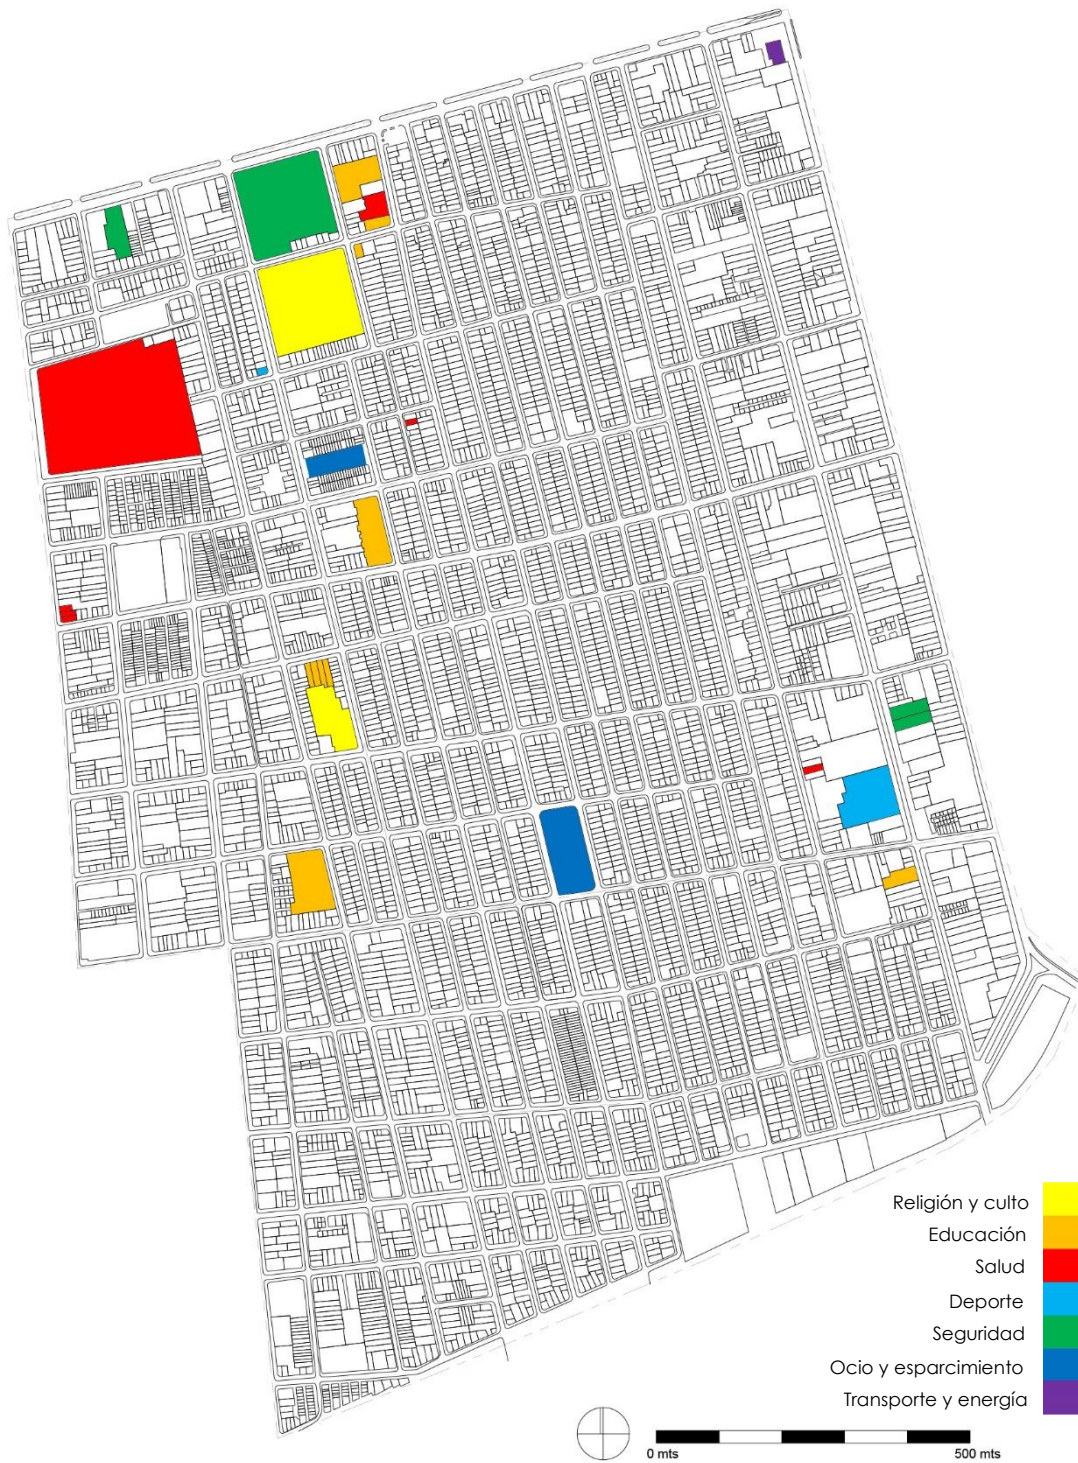 Religión y culto
Educación
Salud
Deporte
Seguridad
Ocio y esparcimiento
Transporte y energía
0 mts 500 mts